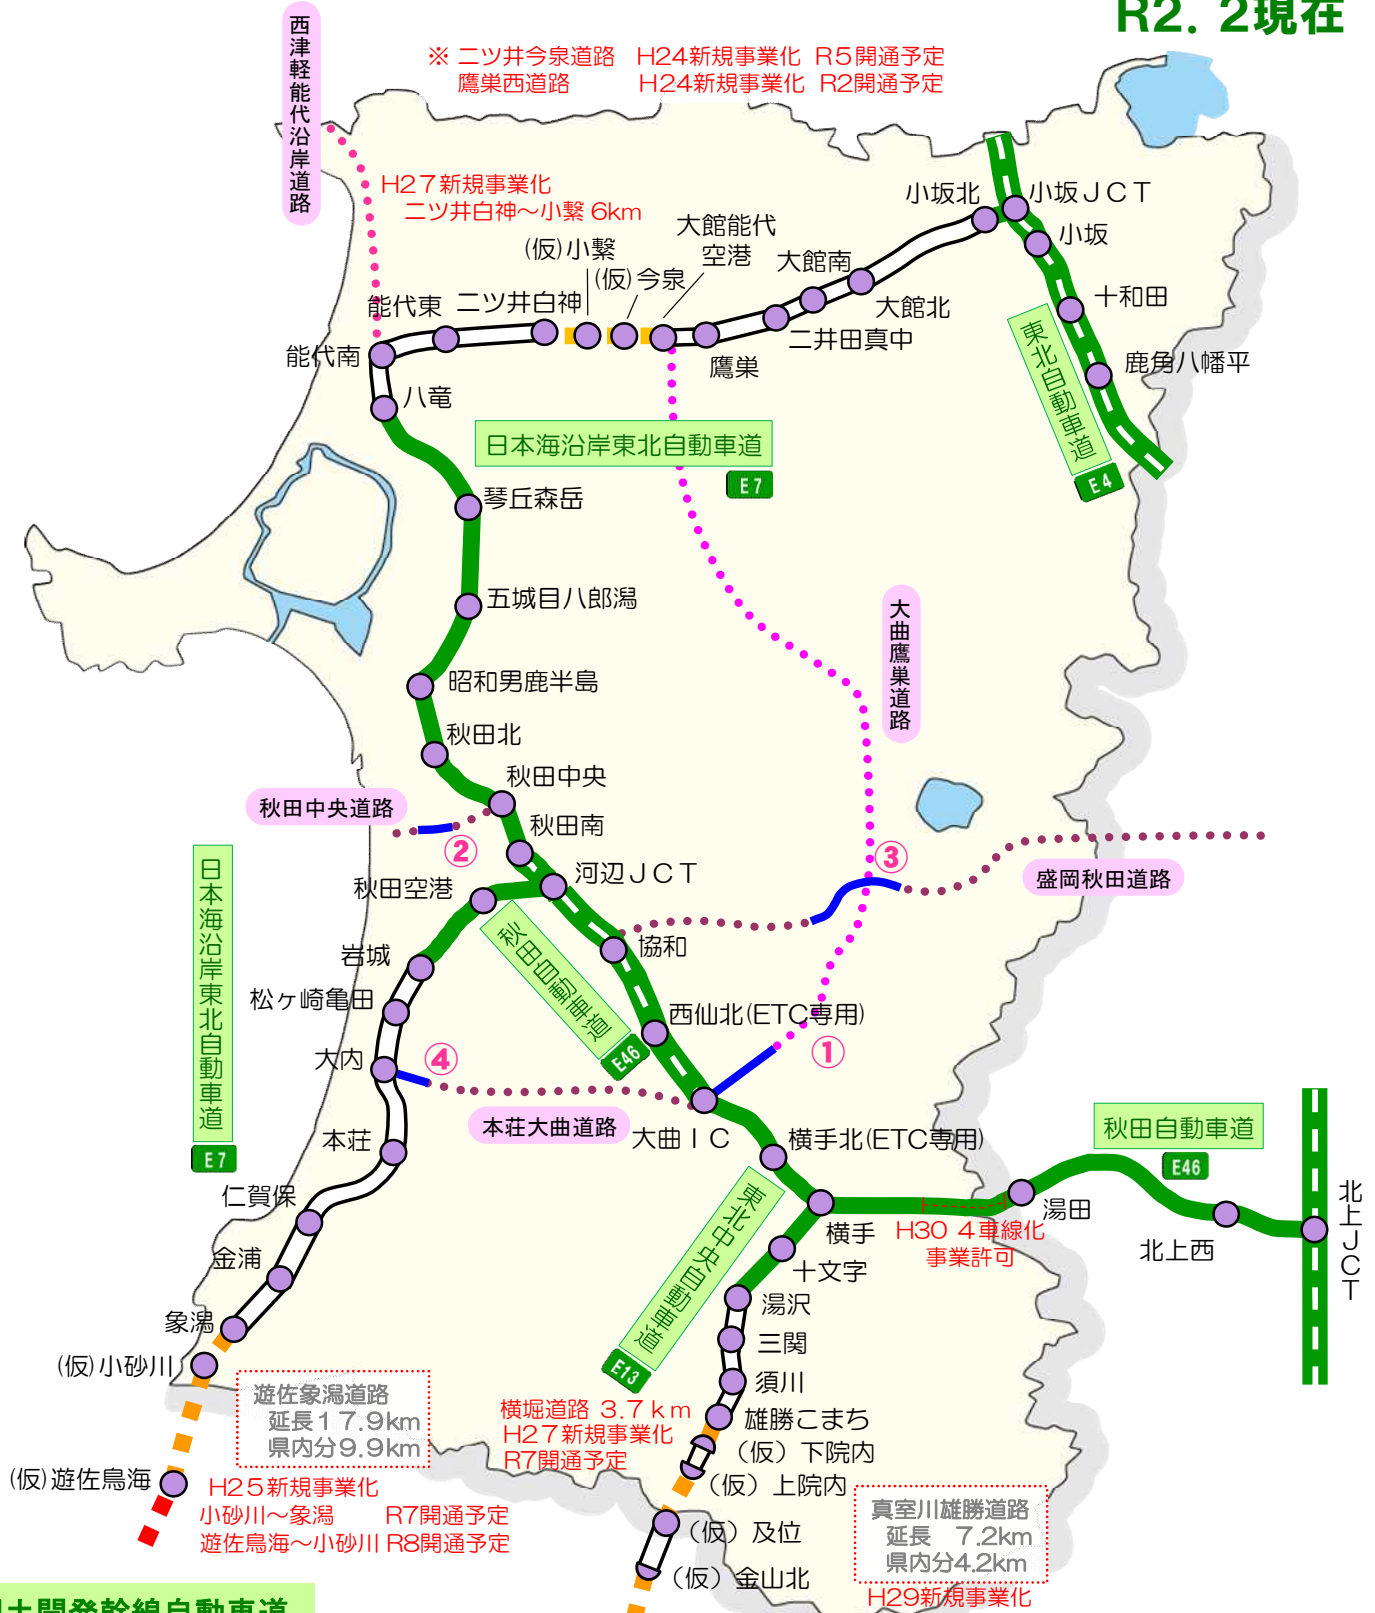 R2. 2現在
西津軽能代沿岸道路
※ 二ツ井今泉道路 H24新規事業化 R5開通予定
鷹巣西道路 H24新規事業化 R2開通予定
H27新規事業化
二ツ井白神～小繋 6km
小坂北
小坂JCT
小坂
十和田
鹿角八幡平
東北自動車道
E4
大館能代
空港
(仮)小繋
(仮)今泉
大館南
大館北
二井田真中
鷹巣
能代東
二ツ井白神
能代南
八竜
日本海沿岸東北自動車道
E7
琴丘森岳
五城目八郎潟
大曲鷹巣道路
昭和男鹿半島
秋田北
秋田中央
秋田中央道路
②
秋田南
河辺JCT
③
盛岡秋田道路
秋田空港
日本海沿岸東北自動車道
E7
秋田自動車道
E46
協和
岩城
松ヶ崎亀田
西仙北(ETC専用)
①
大内
④
本荘大曲道路
大曲IC
本荘
横手北(ETC専用)
秋田自動車道
E46
仁賀保
東北中央自動車道
E13
横手
H30 4車線化
事業許可
湯田
北上西
北上JCT
金浦
十文字
象潟
湯沢
三関
(仮)小砂川
須川
遊佐象潟道路
延長17.9km
県内分9.9km
横堀道路 3.7km
H27新規事業化
R7開通予定
雄勝こまち
(仮)下院内
(仮)上院内
(仮)遊佐鳥海
H25新規事業化
小砂川～象潟 R7開通予定
遊佐鳥海～小砂川 R8開通予定
真室川雄勝道路
延長 7.2km
県内分4.2km
H29新規事業化
(仮)及位
(仮)金山北
土開発幹線自動車道